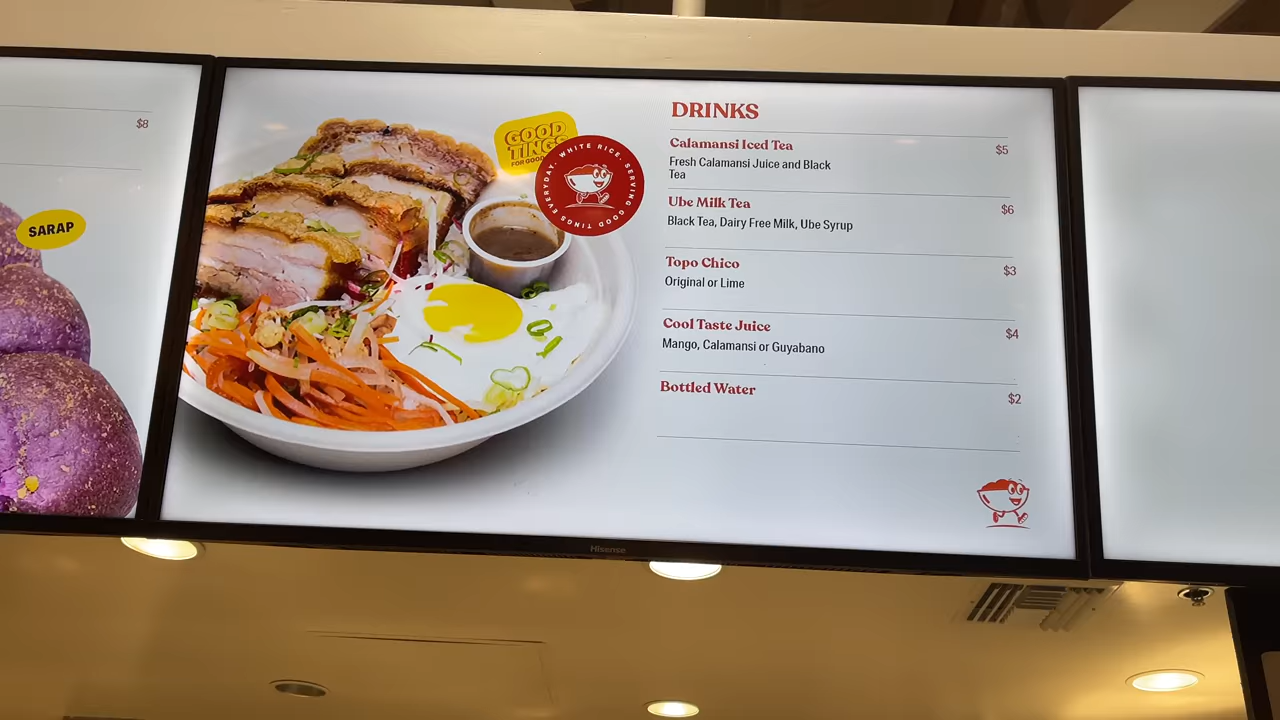 $8
SARAP
GOOD
TINGS
FOR GOOD
WHITE RICE. SERVING GOOD TINGS EVERYDAY.
DRINKS
Calamansi Iced Tea $5
Fresh Calamansi Juice and Black
Tea
Ube Milk Tea $6
Black Tea, Dairy Free Milk, Ube Syrup
Topo Chico $3
Original or Lime
Cool Taste Juice $4
Mango, Calamansi or Guyabano
Bottled Water $2
Hisense